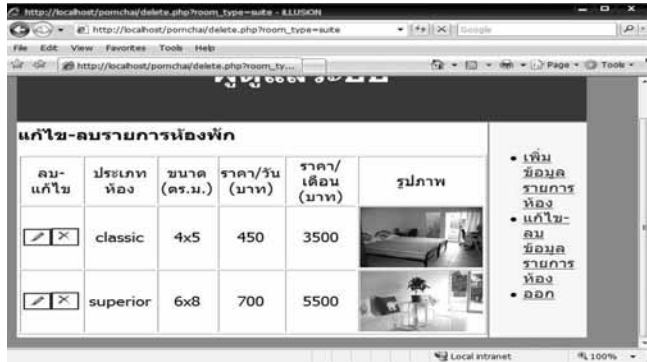 http://localhost/pornchai/delete.php?room_type=suite - iLLUSiON
http://localhost/pornchai/delete.php?room_type=suite
Google
File Edit View Favorites Tools Help
http://localhost/pornchai/delete.php?room_ty...
Page Tools
แก้ไข-ลบรายการห้องพัก
ลบ-
แก้ไข
ประเภท
ห้อง
ขนาด
(ตร.ม.)
ราคา/วัน
(บาท)
ราคา/
เดือน
(บาท)
รูปภาพ
classic 4x5 450 3500
superior 6x8 700 5500
เพิ่ม
ข้อมูล
รายการ
ห้อง
แก้ไข-
ลบ
ข้อมูล
รายการ
ห้อง
ออก
Local intranet 100%